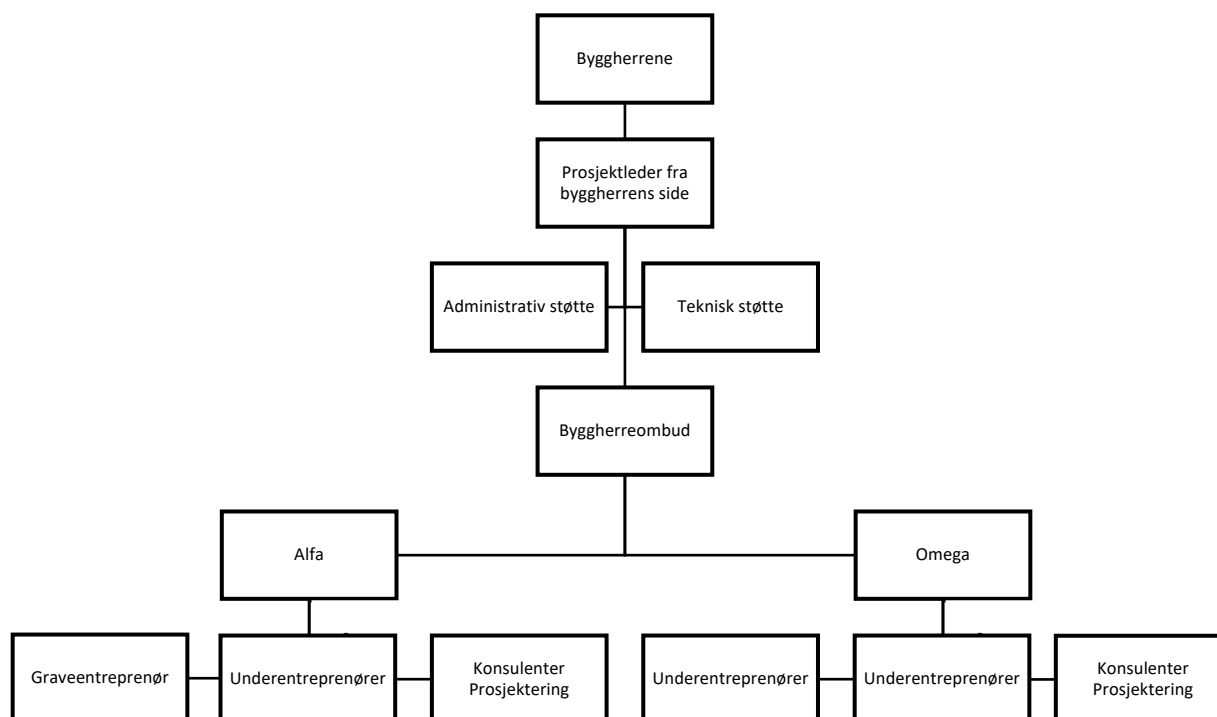 Byggherrene
Prosjektleder fra
byggherrens side
Administrativ støtte
Teknisk støtte
Byggherreombud
Alfa
Omega
Graveentreprenør
Underentreprenører
Konsulenter
Prosjektering
Underentreprenører
Underentreprenører
Konsulenter
Prosjektering